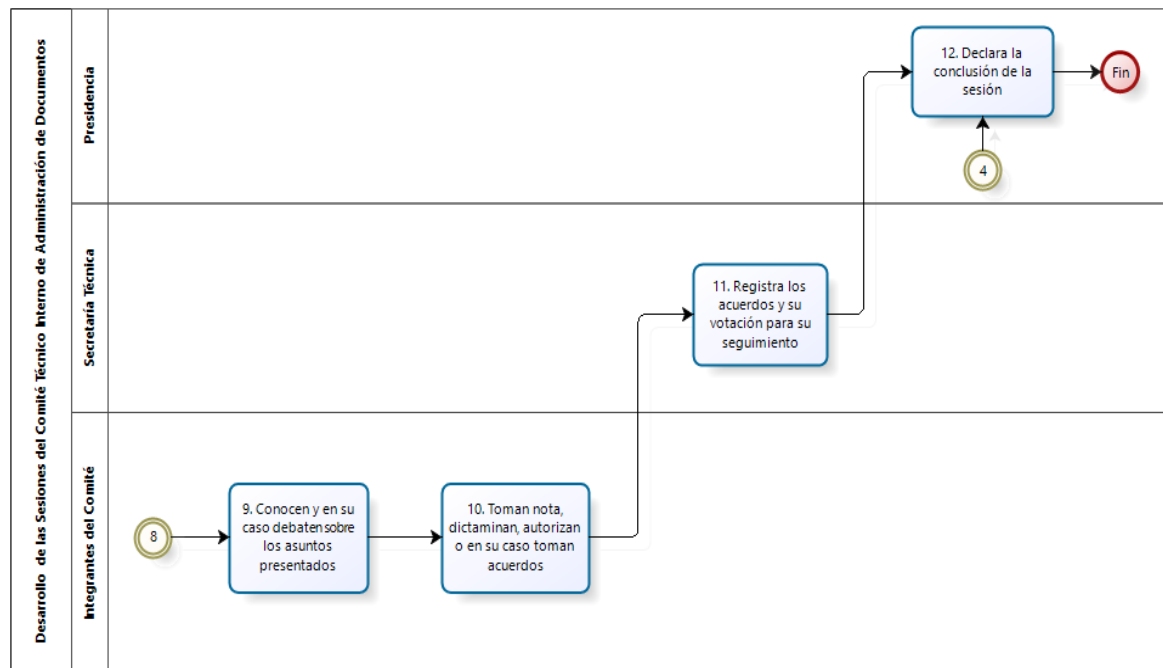 Desarrollo de las Sesiones del Comité Técnico Interno de Administración de Documentos
Presidencia
12. Declara la
conclusión de la
sesión
Fin
4
Secretaría Técnica
11. Registra los
acuerdos y su
votación para su
seguimiento
Integrantes del Comité
8
9. Conocen y en su
caso debaten sobre
los asuntos
presentados
10. Toman nota,
dictaminan, autorizan
o en su caso toman
acuerdos